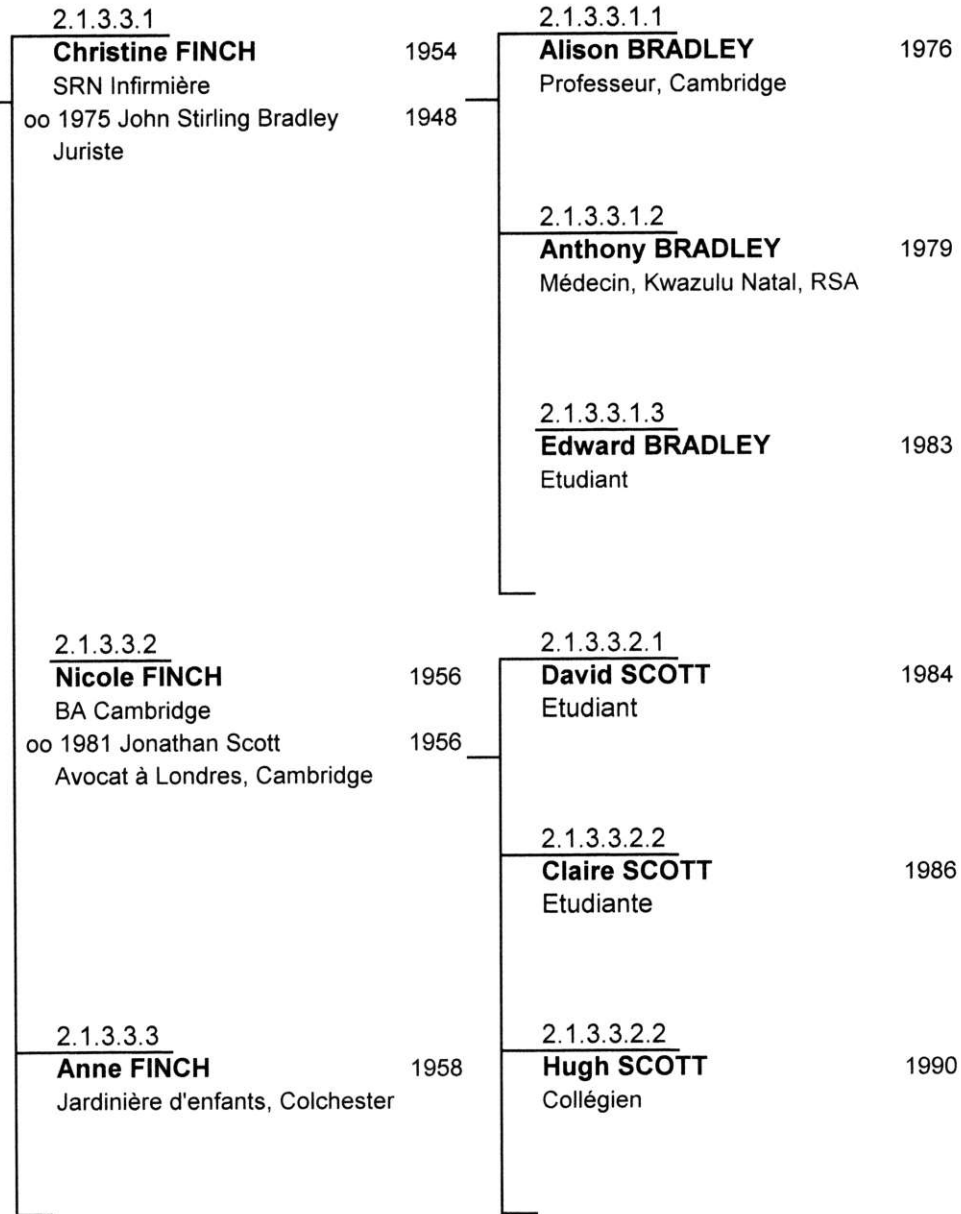 2.1.3.3.1
Christine FINCH 1954
SRN Infirmière
oo 1975 John Stirling Bradley 1948
Juriste
2.1.3.3.1.1
Alison BRADLEY 1976
Professeur, Cambridge
2.1.3.3.1.2
Anthony BRADLEY 1979
Médecin, Kwazulu Natal, RSA
2.1.3.3.1.3
Edward BRADLEY 1983
Etudiant
2.1.3.3.2
Nicole FINCH 1956
BA Cambridge
oo 1981 Jonathan Scott 1956
Avocat à Londres, Cambridge
2.1.3.3.2.1
David SCOTT 1984
Etudiant
2.1.3.3.2.2
Claire SCOTT 1986
Etudiante
2.1.3.3.3
Anne FINCH 1958
Jardinière d'enfants, Colchester
2.1.3.3.2.2
Hugh SCOTT 1990
Collégien